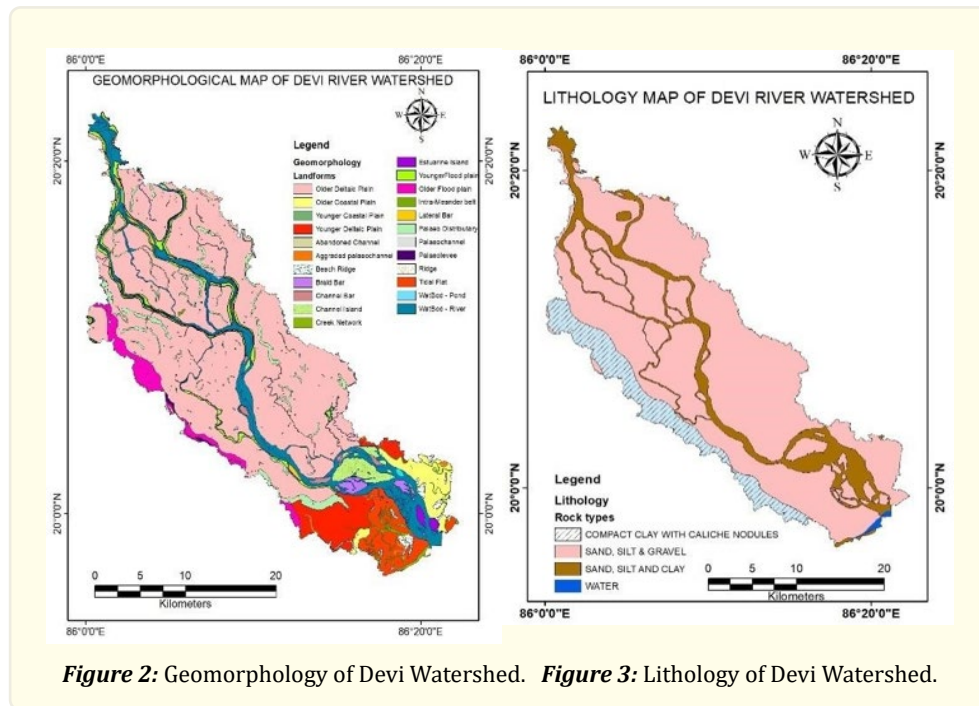 86°0'0"E
86°20'0"E
GEOMORPHOLOGICAL MAP OF DEVI RIVER WATERSHED
N
W
E
S
20°20'0"N
20°20'0"N
20°0'0"N
20°0'0"N
Legend
Geomorphology
Landforms
Older Deltaic Plain
Older Coastal Plain
Younger Coastal Plain
Younger Deltaic Plain
Abandoned Channel
Aggraded palaeochannel
Beach Ridge
Braid Bar
Channel Bar
Channel Island
Creek Network
Estuarine Island
YoungerFlood plain
Older Flood plain
Intra-Meander belt
Lateral Bar
Palaeo Distributary
Palaeochannel
Palaeolevee
Ridge
Tidal Flat
WatBod - Pond
WatBod - River
0 5 10 20
Kilometers
86°0'0"E
86°20'0"E
86°0'0"E
86°20'0"E
LITHOLOGY MAP OF DEVI RIVER WATERSHED
N
W
E
S
20°20'0"N
20°20'0"N
20°0'0"N
20°0'0"N
Legend
Lithology
Rock types
COMPACT CLAY WITH CALICHE NODULES
SAND, SILT & GRAVEL
SAND, SILT AND CLAY
WATER
0 5 10 20
Kilometers
86°0'0"E
86°20'0"E
Figure 2: Geomorphology of Devi Watershed.
Figure 3: Lithology of Devi Watershed.